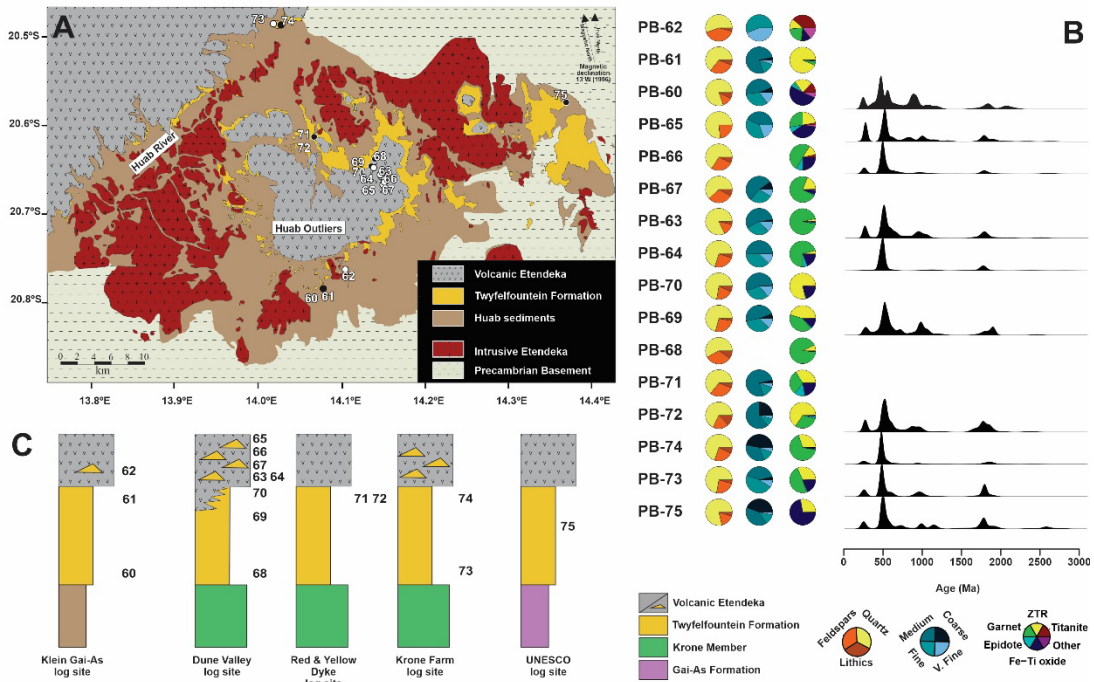 A
20.5°S
20.6°S
20.7°S
20.8°S
73
74
75
Magnetic
declination
13 W (1996)
71
72
Huab River
69
68
70
63
64
66
65
67
Huab Outliers
62
60 61
Volcanic Etendeka
Twyfelfountein Formation
Huab sediments
Intrusive Etendeka
Precambrian Basement
0 2 4 6 8 10
km
13.8°E
13.9°E
14.0°E
14.1°E
14.2°E
14.3°E
14.4°E
B
PB-62
PB-61
PB-60
PB-65
PB-66
PB-67
PB-63
PB-64
PB-70
PB-69
PB-68
PB-71
PB-72
PB-74
PB-73
PB-75
0 500 1000 1500 2000 2500 3000
Age (Ma)
Feldspars
Quartz
Lithics
Medium
Coarse
Fine
V. Fine
ZTR
Garnet
Titanite
Epidote
Other
Fe-Ti oxide
C
62
61
60
Klein Gai-As
log site
65
66
67
63 64
70
69
68
Dune Valley
log site
71 72
Red & Yellow
Dyke
log site
74
73
Krone Farm
log site
75
UNESCO
log site
Volcanic Etendeka
Twyfelfountein Formation
Krone Member
Gai-As Formation